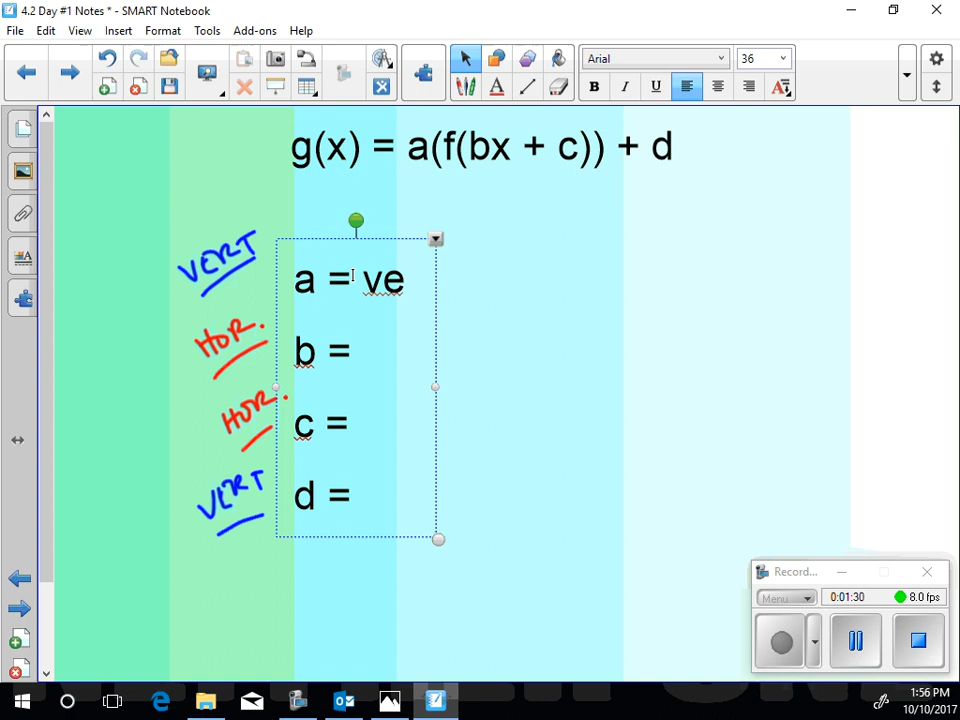 4.2 Day #1 Notes * - SMART Notebook
File Edit View Insert Format Tools Add-ons Help
Arial 36
B I U
g(x) = a(f(bx + c)) + d
VERT a = ve
HOR. b =
HOR. c =
VERT d =
Record...
Menu 0:01:30 8.0 fps
1:56 PM
10/10/2017